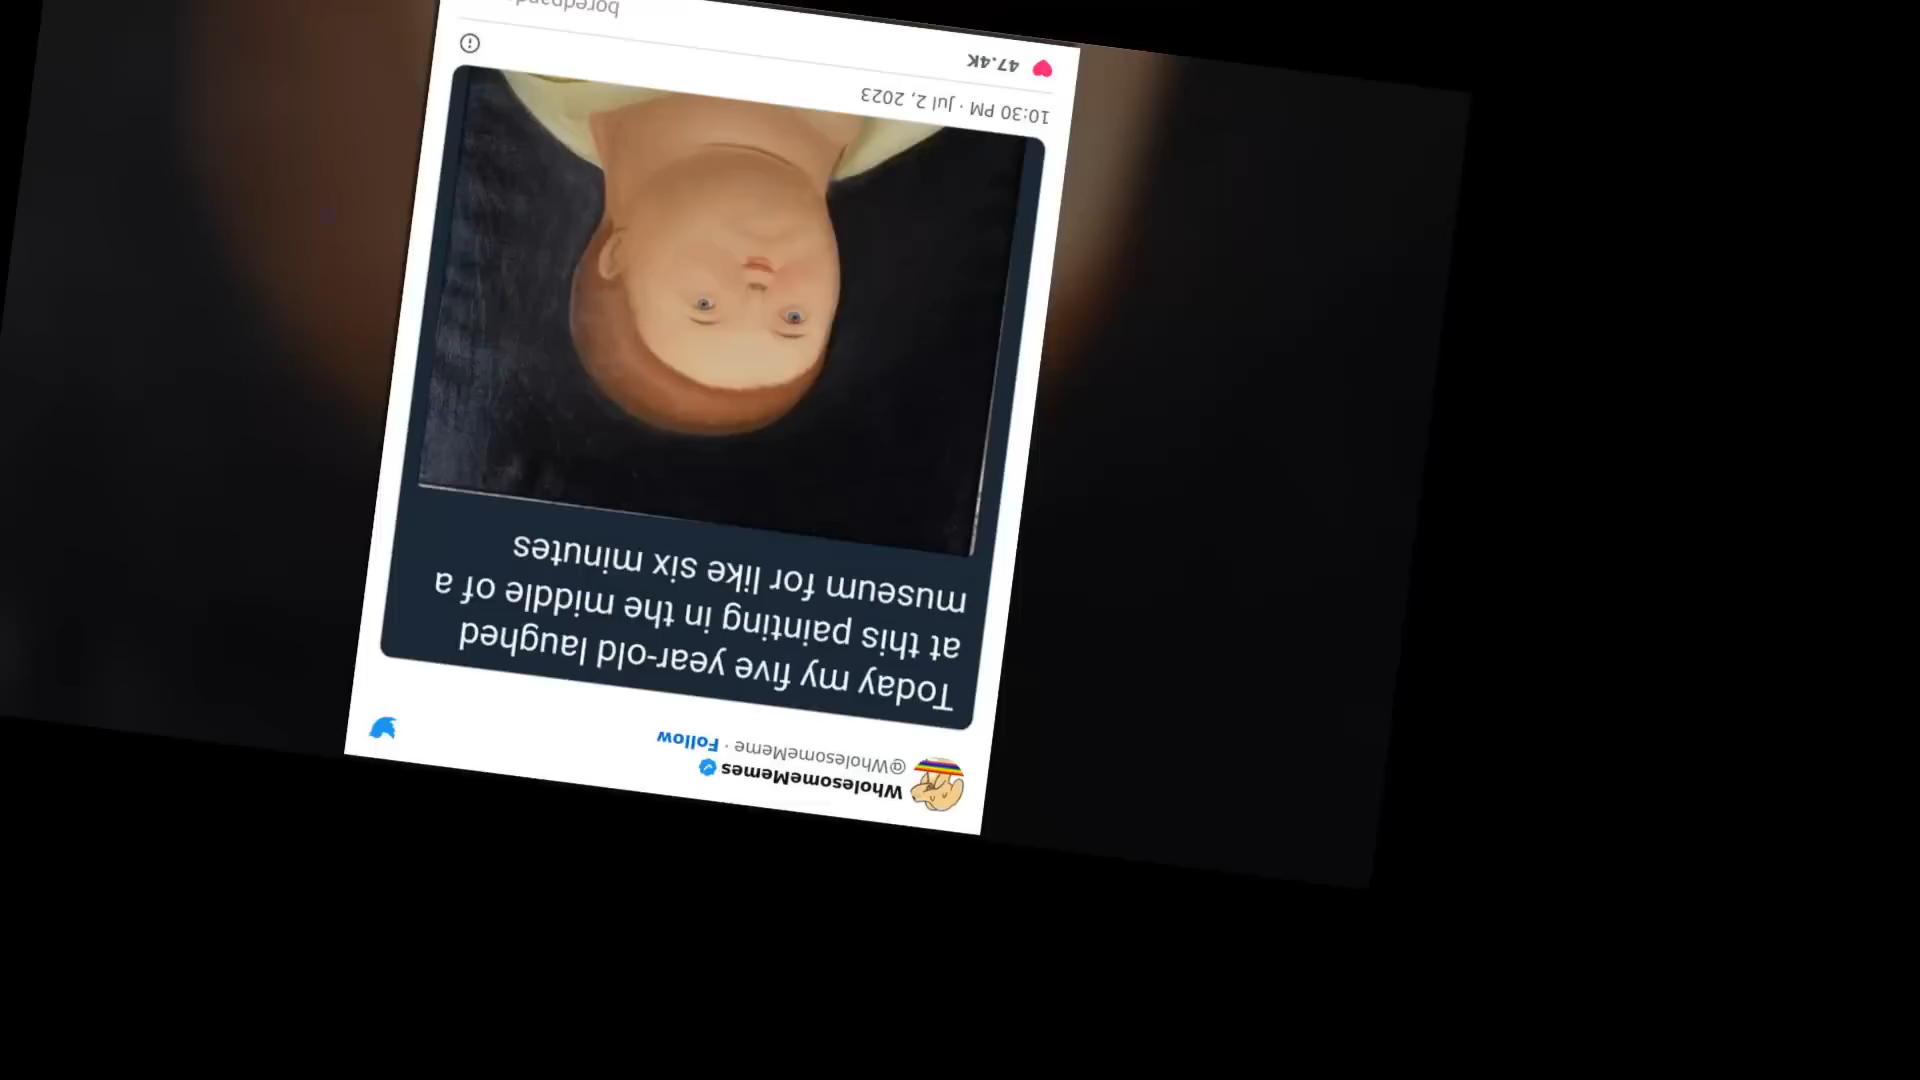 WholesomeMemes
@WholesomeMeme · Follow
Today my five year-old laughed
at this painting in the middle of a
museum for like six minutes
10:30 PM · Jul 2, 2023
47.4K